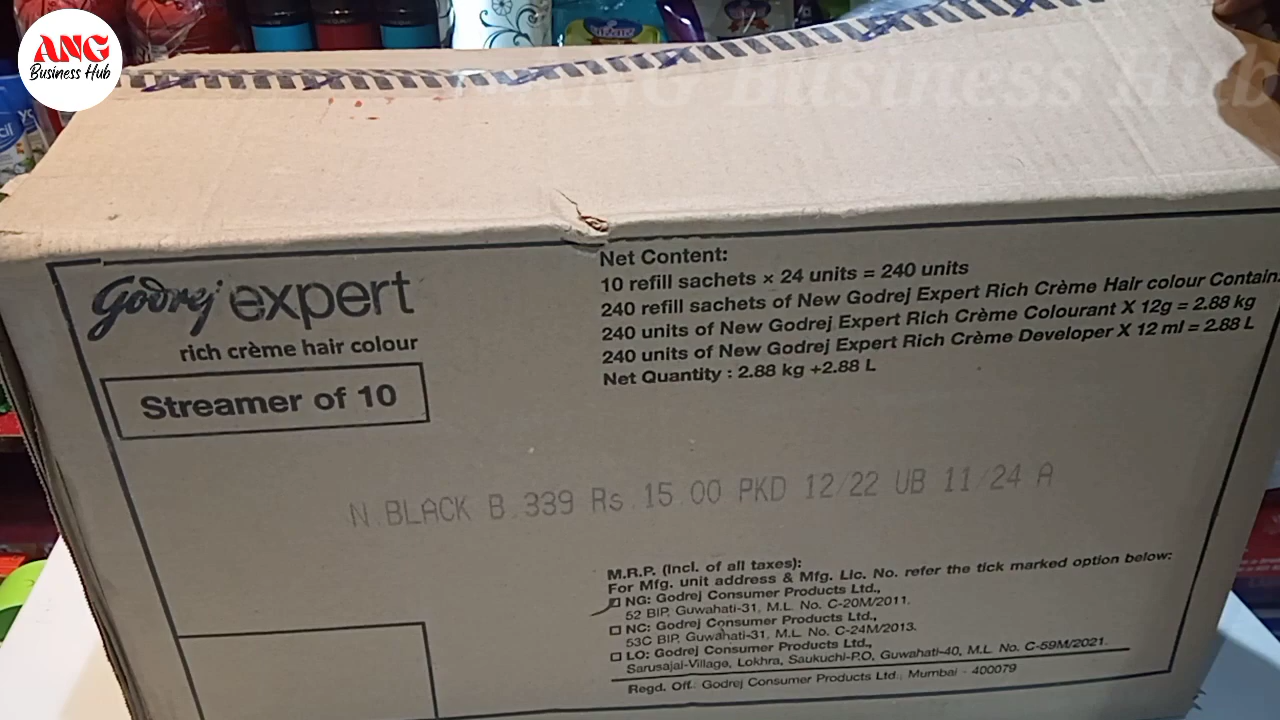 ANG
Business Hub
ANG Business Hub
Godrej expert
rich crème hair colour
Streamer of 10
Net Content:
10 refill sachets × 24 units = 240 units
240 refill sachets of New Godrej Expert Rich Crème Hair colour Contain
240 units of New Godrej Expert Rich Crème Colourant X 12g = 2.88 kg
240 units of New Godrej Expert Rich Crème Developer X 12 ml = 2.88 L
Net Quantity : 2.88 kg +2.88 L
N.BLACK B.339 Rs.15.00 PKD 12/22 UB 11/24 A
M.R.P. (Incl. of all taxes):
For Mfg. unit address & Mfg. Lic. No. refer the tick marked option below:
NG: Godrej Consumer Products Ltd.,
52 BIP, Guwahati-31, M.L. No. C-20M/2011.
NC: Godrej Consumer Products Ltd.,
53C BIP, Guwahati-31, M.L. No. C-24M/2013.
LO: Godrej Consumer Products Ltd.,
Sarusajai-Village, Lokhra, Saukuchi-P.O, Guwahati-40, M.L. No. C-59M/2021.
Regd. Off.: Godrej Consumer Products Ltd., Mumbai - 400079